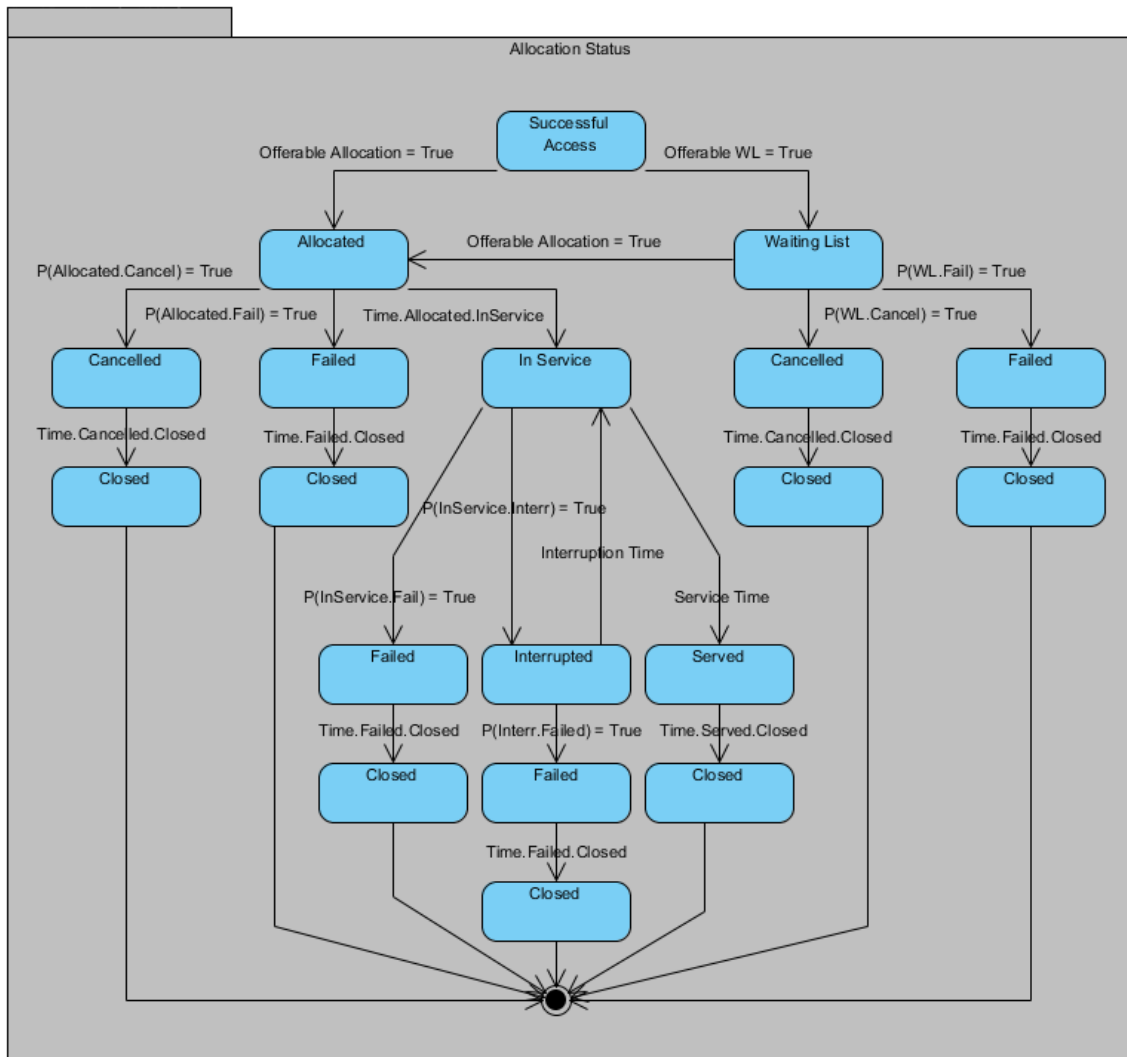 Allocation Status
Successful
Access
Offerable Allocation = True
Offerable WL = True
Allocated
Offerable Allocation = True
Waiting List
P(Allocated.Cancel) = True
P(WL.Fail) = True
P(Allocated.Fail) = True
Time.Allocated.InService
P(WL.Cancel) = True
Cancelled
Failed
In Service
Cancelled
Failed
Time.Cancelled.Closed
Time.Failed.Closed
Time.Cancelled.Closed
Time.Failed.Closed
Closed
Closed
Closed
Closed
P(InService.Interr) = True
Interruption Time
P(InService.Fail) = True
Service Time
Failed
Interrupted
Served
Time.Failed.Closed
P(Interr.Failed) = True
Time.Served.Closed
Closed
Failed
Closed
Time.Failed.Closed
Closed